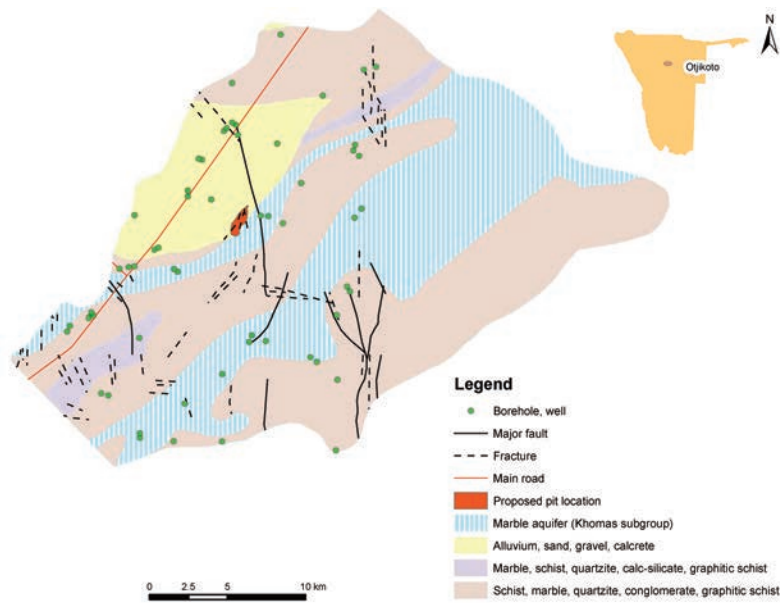 N
Otjikoto
Legend
Borehole, well
Major fault
Fracture
Main road
Proposed pit location
Marble aquifer (Khomas subgroup)
Alluvium, sand, gravel, calcrete
Marble, schist, quartzite, calc-silicate, graphitic schist
Schist, marble, quartzite, conglomerate, graphitic schist
0 2.5 5 10 km